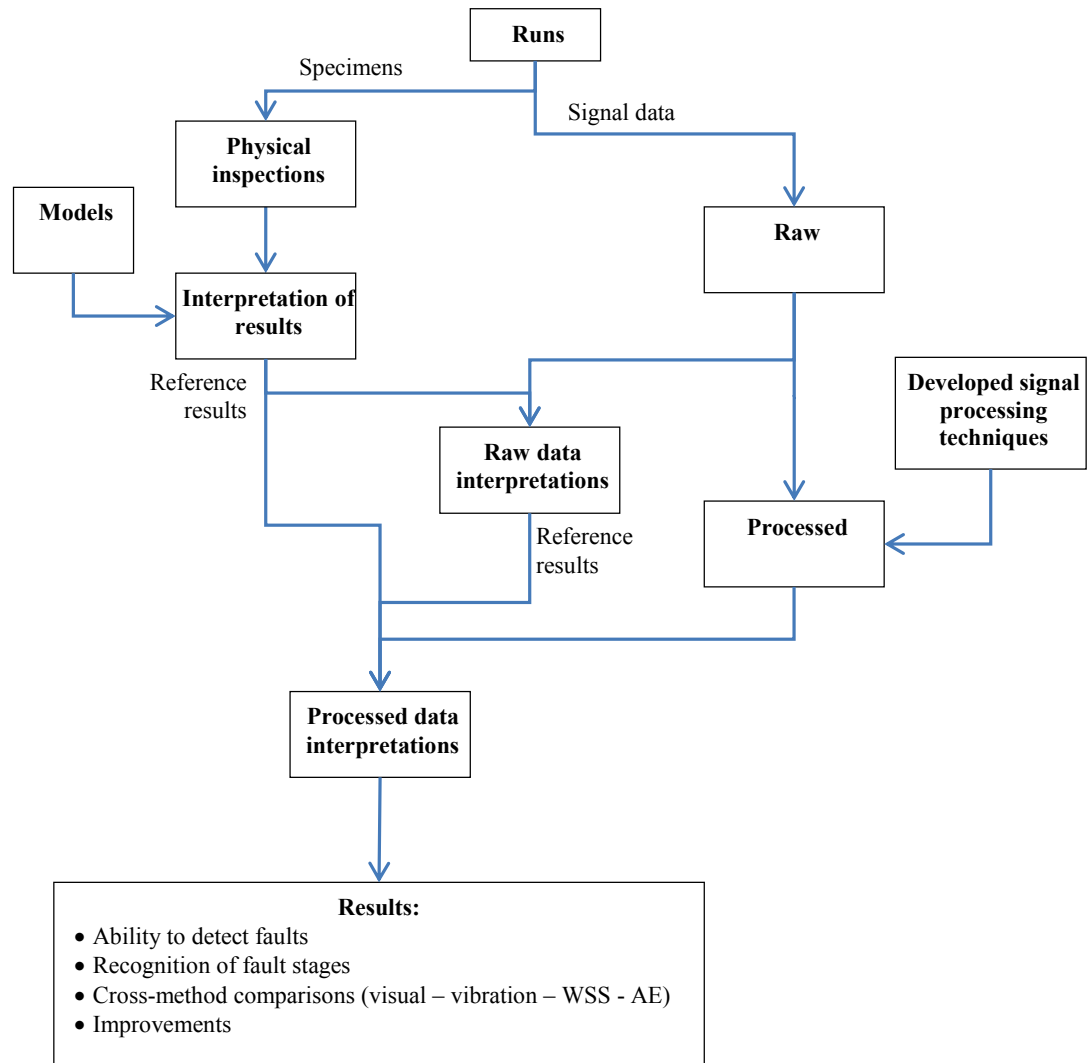 Runs
Specimens
Signal data
Physical
inspections
Models
Raw
Interpretation of
results
Reference
results
Developed signal
processing
techniques
Raw data
interpretations
Processed
Reference
results
Processed data
interpretations
Results:
• Ability to detect faults
• Recognition of fault stages
• Cross-method comparisons (visual – vibration – WSS - AE)
• Improvements